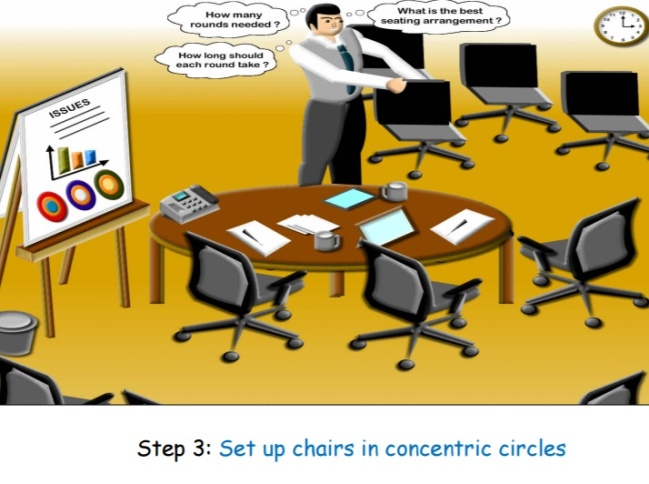 How many
rounds needed ?
What is the best
seating arrangement ?
How long should
each round take ?
ISSUES
Step 3: Set up chairs in concentric circles